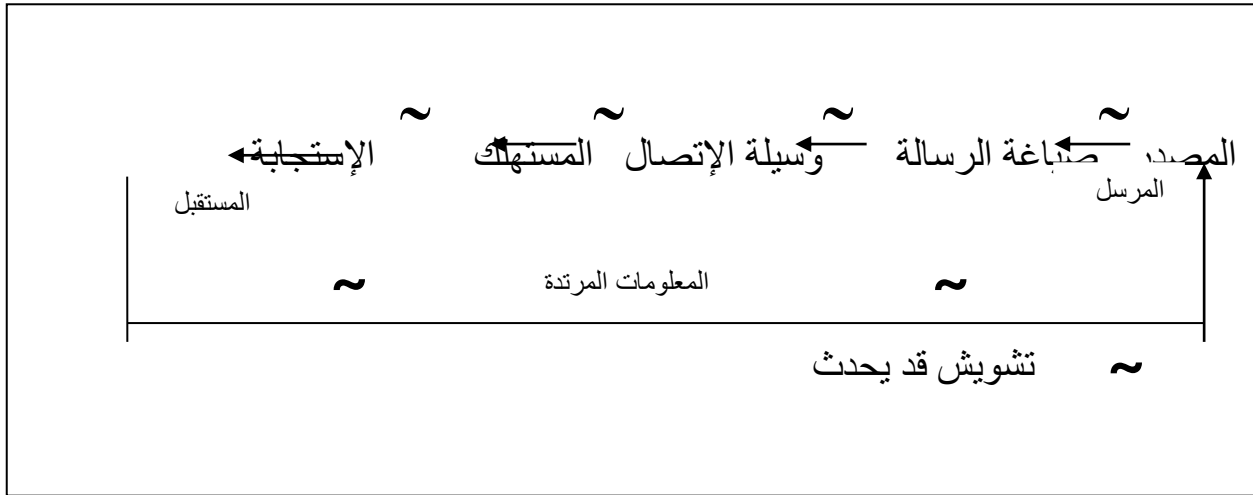 ~ ~ ~ ~
المصدر صياغة الرسالة وسيلة الإتصال المستهلك الإستجابة
المرسل المستقبل
~ المعلومات المرتدة ~
~ تشويش قد يحدث